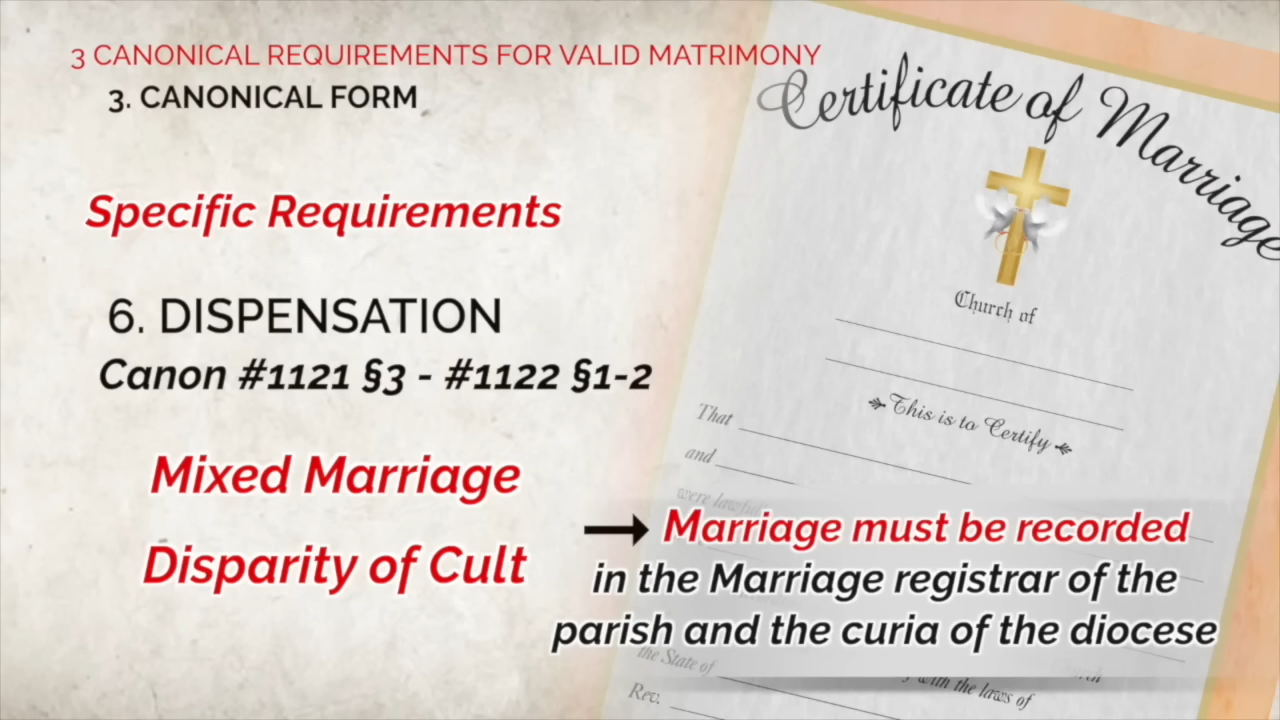 3 CANONICAL REQUIREMENTS FOR VALID MATRIMONY
3. CANONICAL FORM
Specific Requirements
6. DISPENSATION
Canon #1121 §3 - #1122 §1-2
Mixed Marriage
Disparity of Cult
→ Marriage must be recorded
in the Marriage registrar of the
parish and the curia of the diocese
Certificate of Marriage
Church of
This is to Certify
That
and
were
the State of
with the laws of
Rev.